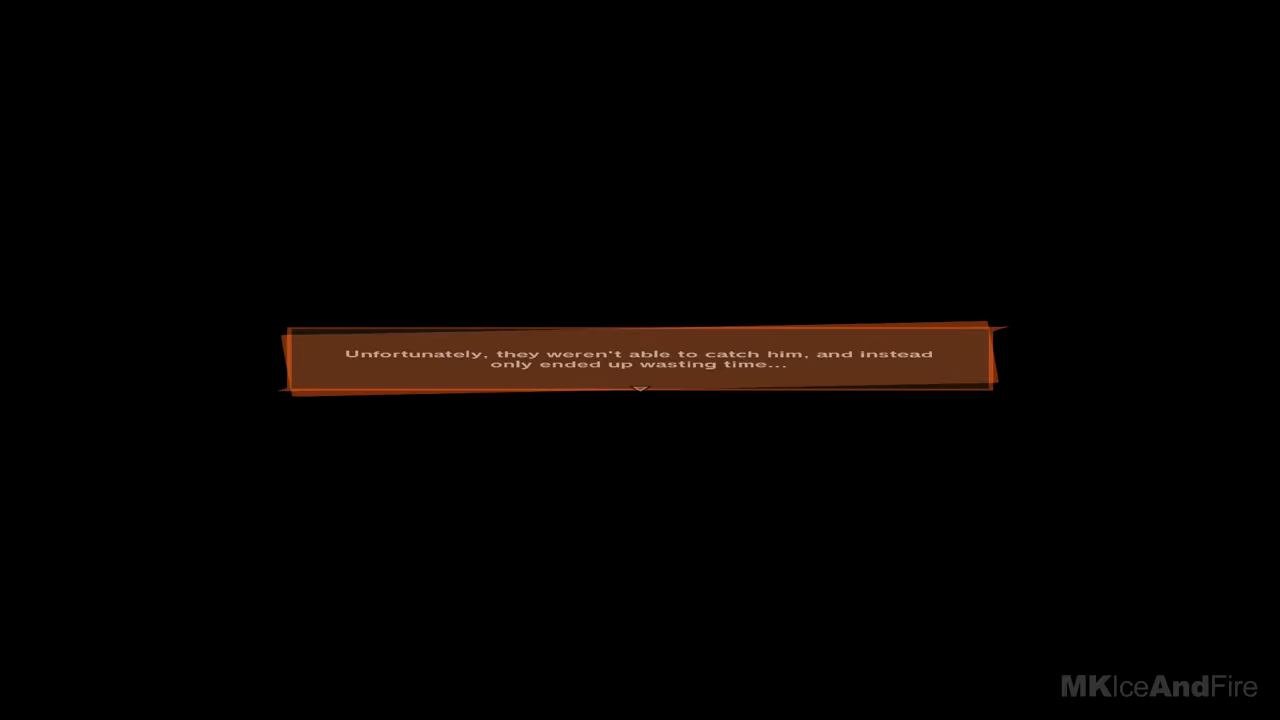 Unfortunately, they weren't able to catch him, and instead
only ended up wasting time...
MKIceAndFire